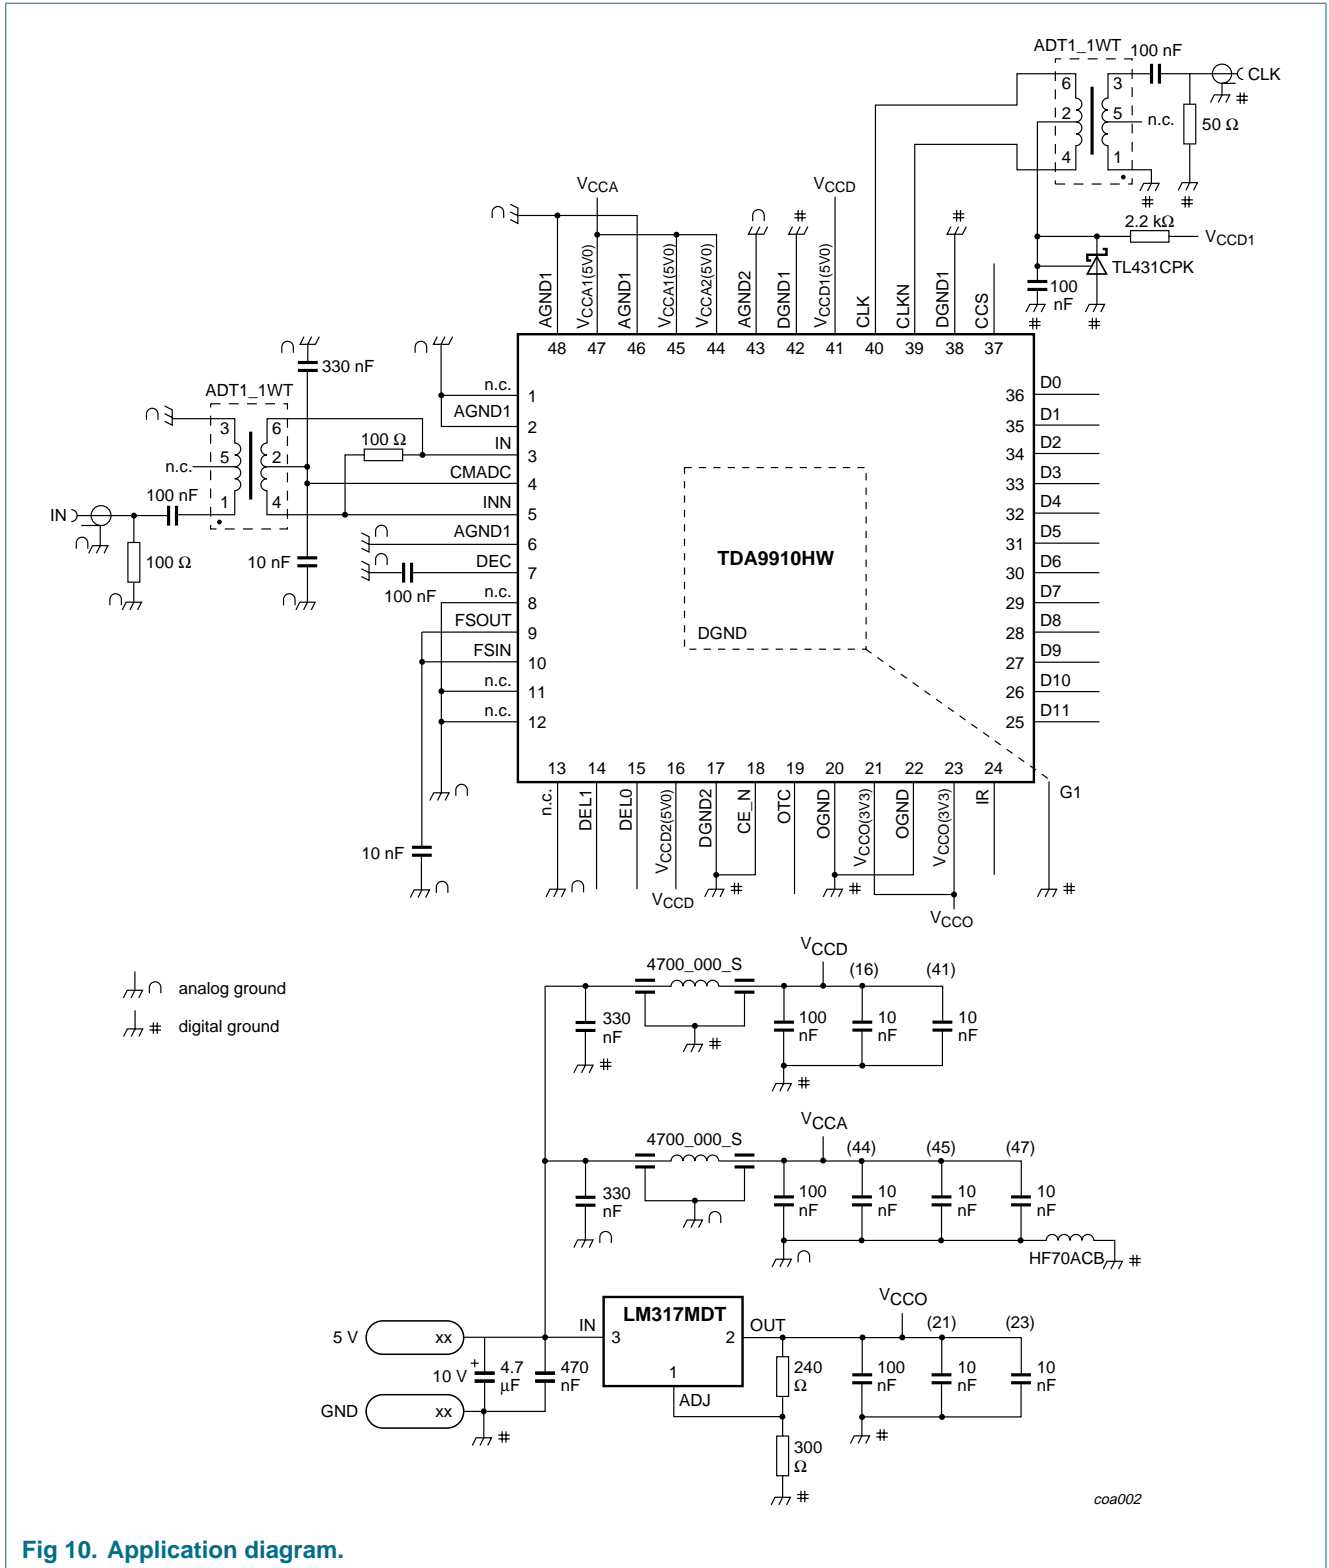 ADT1_1WT 100 nF
6 3 CLK
2 5 n.c. 50 Ω
4 1
#
# #
2.2 kΩ
VCCD1
TL431CPK
100 nF
# #
VCCA
VCCD
∩ ∩ # #
AGND1 VCCA1(5V0) AGND1 VCCA1(5V0) VCCA2(5V0) AGND2 DGND1 VCCD1(5V0) CLK CLKN DGND1 CCS
48 47 46 45 44 43 42 41 40 39 38 37
∩ 330 nF
∩
ADT1_1WT
∩ 3 6
n.c. 5 2
1 4
100 nF
IN
∩
100 Ω
∩
100 Ω
10 nF
∩
n.c. 1
AGND1 2
IN 3
CMADC 4
INN 5
∩ AGND1 6
∩ DEC 7
100 nF
n.c. 8
FSOUT 9
FSIN 10
n.c. 11
n.c. 12
∩
10 nF
∩
TDA9910HW
DGND
36 D0
35 D1
34 D2
33 D3
32 D4
31 D5
30 D6
29 D7
28 D8
27 D9
26 D10
25 D11
13 14 15 16 17 18 19 20 21 22 23 24
n.c. DEL1 DEL0 VCCD2(5V0) DGND2 CE_N OTC OGND VCCO(3V3) OGND VCCO(3V3) IR
G1
∩ VCCD # # VCCO #
∩ analog ground
# digital ground
4700_000_S VCCD (16) (41)
330 nF 100 nF 10 nF 10 nF
# # #
4700_000_S VCCA (44) (45) (47)
330 nF 100 nF 10 nF 10 nF 10 nF
∩ ∩ ∩ HF70ACB #
5 V xx
GND xx
10 V + 4.7 µF 470 nF
#
IN LM317MDT OUT
3 2
1
ADJ
240 Ω
300 Ω
#
VCCO (21) (23)
100 nF 10 nF 10 nF
#
coa002
Fig 10. Application diagram.